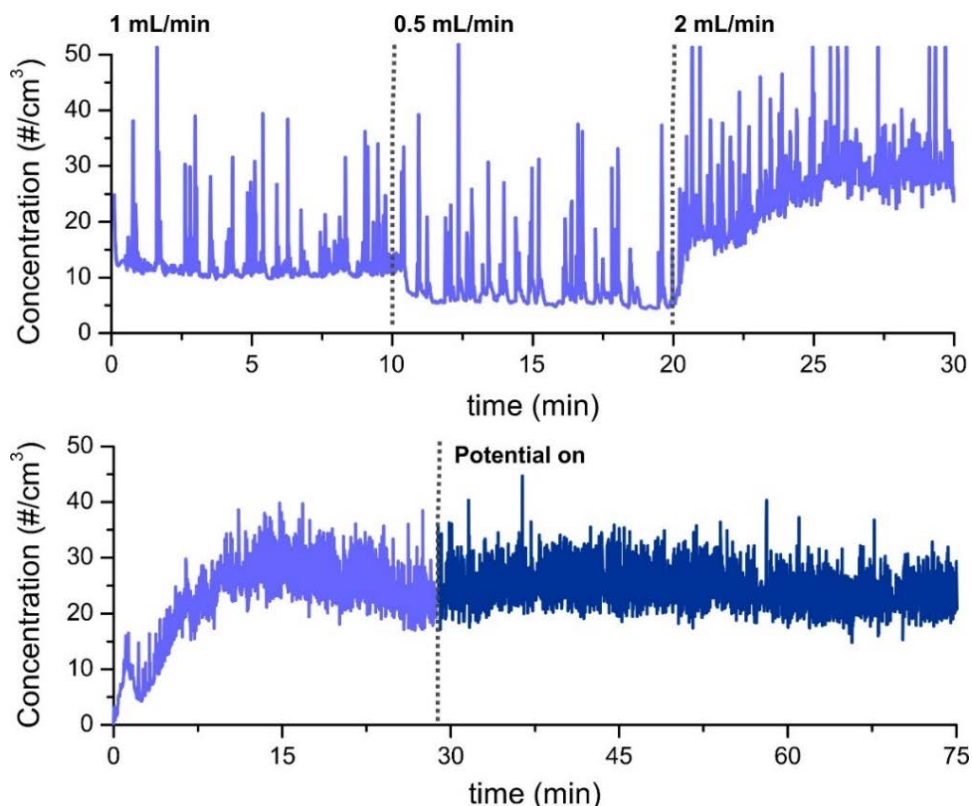 1 mL/min 0.5 mL/min 2 mL/min
Concentration (#/cm³)
50
40
30
20
10
0
0 5 10 15 20 25 30
time (min)
Concentration (#/cm³)
50
40
30
20
10
0
Potential on
0 15 30 45 60 75
time (min)